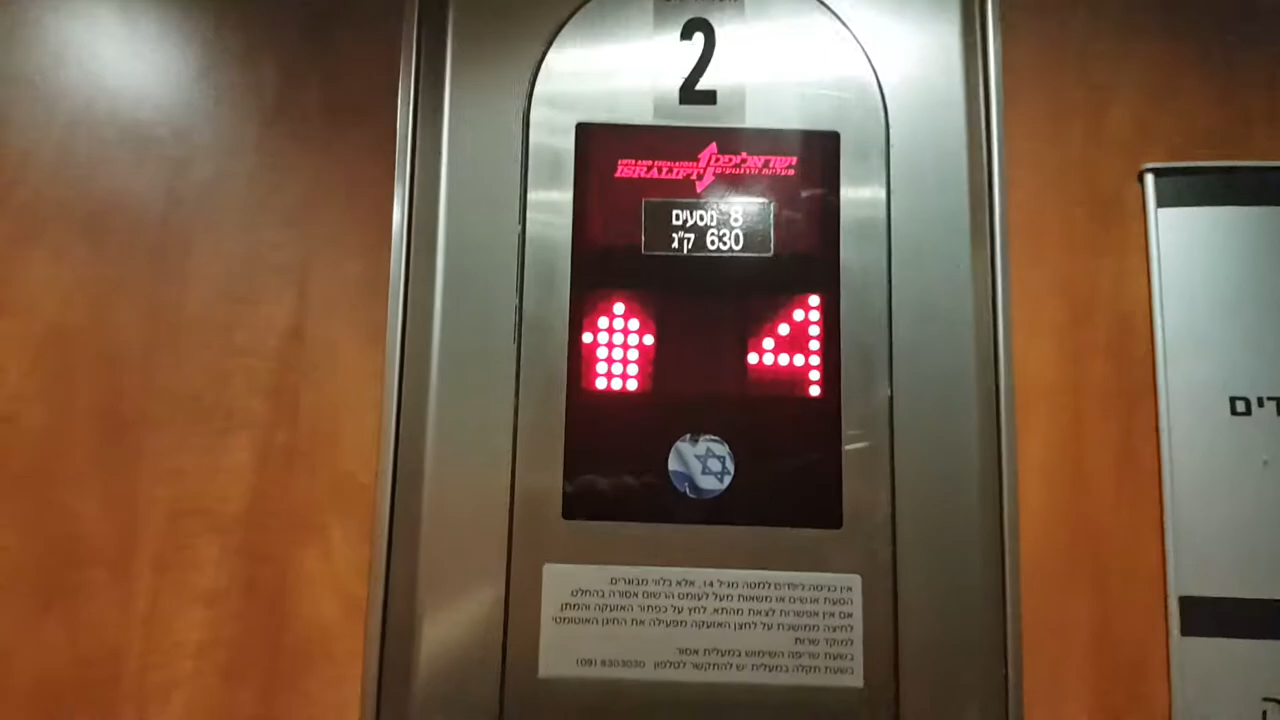 2
ישראליפט
מעליות ודרגנועים
LIFTS AND ESCALATORS
ISRALIFT
8 נוסעים
630 ק"ג
4
אין כניסה לילדים למטה מגיל 14, אלא בלווי מבוגרים.
הסעת אנשים או משאות מעל לעומס הרשום אסורה בהחלט
אם אין אפשרות לצאת מהתא, לחץ על כפתור האזעקה והמתן
לחיצה ממושכת על לחצן האזעקה מפעילה את החיגן האוטומטי
למוקד שרות
בשעת שריפה השימוש במעלית אסור.
בשעת תקלה במעלית יש להתקשר לטלפון 8303030 (09)